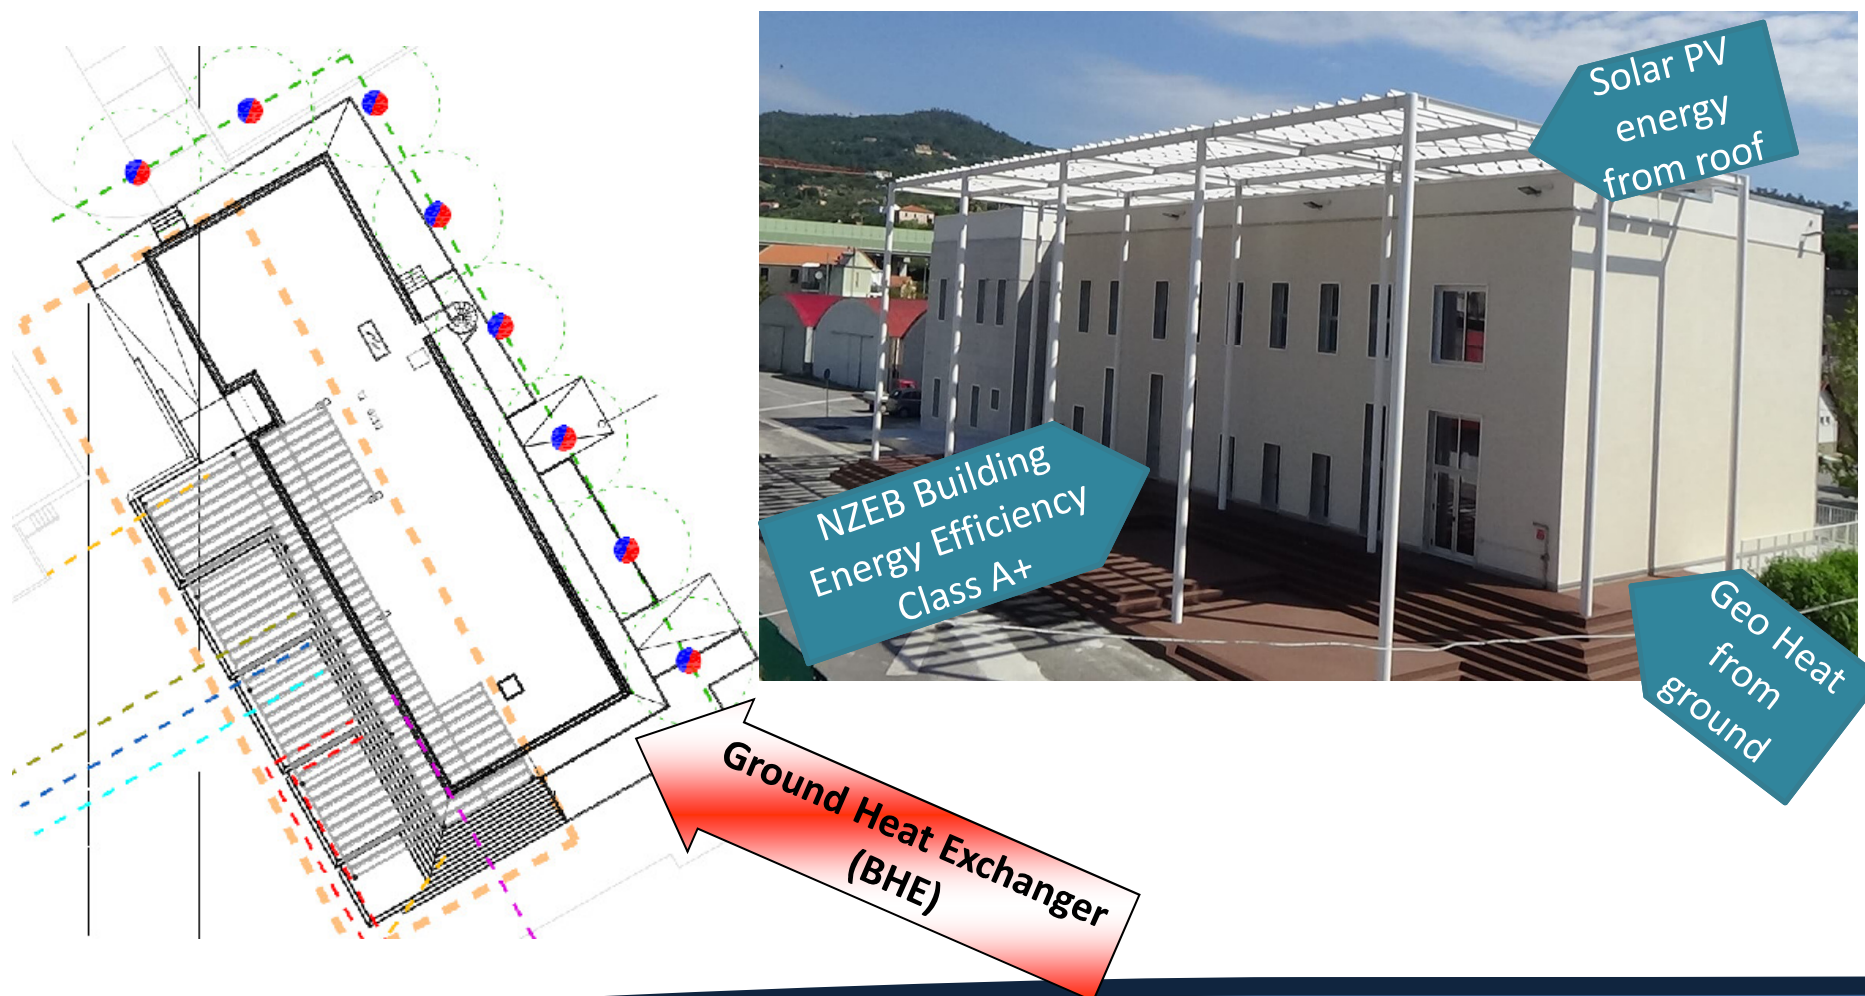 Solar PV
energy
from roof
NZEB Building
Energy Efficiency
Class A+
Geo Heat
from
ground
Ground Heat Exchanger
(BHE)